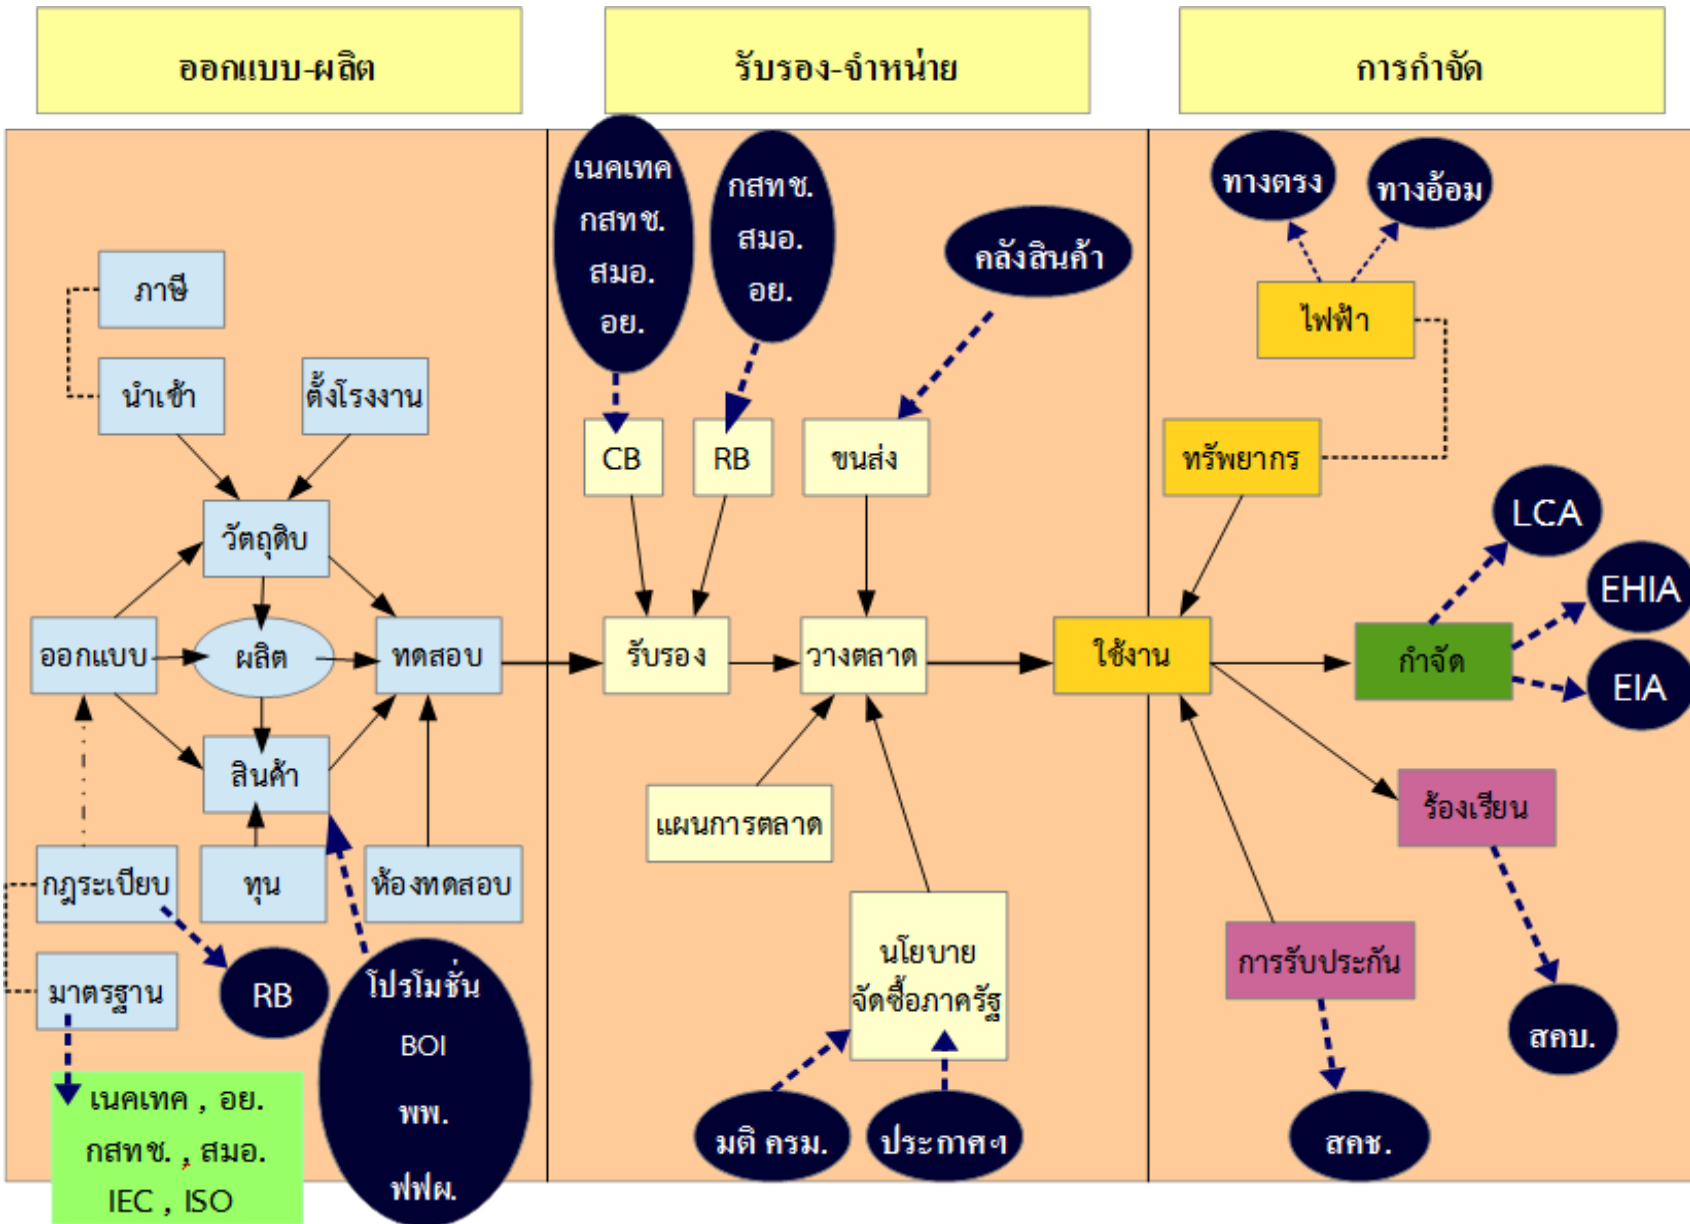 ออกแบบ-ผลิต
รับรอง-จำหน่าย
การกำจัด
ภาษี
นำเข้า
ตั้งโรงงาน
วัตถุดิบ
ออกแบบ
ผลิต
ทดสอบ
สินค้า
กฎระเบียบ
ทุน
ห้องทดสอบ
มาตรฐาน
RB
โปรโมชั่น
BOI
พพ.
ฟฟผ.
เนคเทค , อย.
กสทช. , สมอ.
IEC , ISO
เนคเทค
กสทช.
สมอ.
อย.
กสทช.
สมอ.
อย.
คลังสินค้า
CB
RB
ขนส่ง
รับรอง
วางตลาด
แผนการตลาด
นโยบาย
จัดซื้อภาครัฐ
มติ ครม.
ประกาศฯ
ทางตรง
ทางอ้อม
ไฟฟ้า
ทรัพยากร
LCA
EHIA
EIA
ใช้งาน
กำจัด
ร้องเรียน
การรับประกัน
สคบ.
สคช.